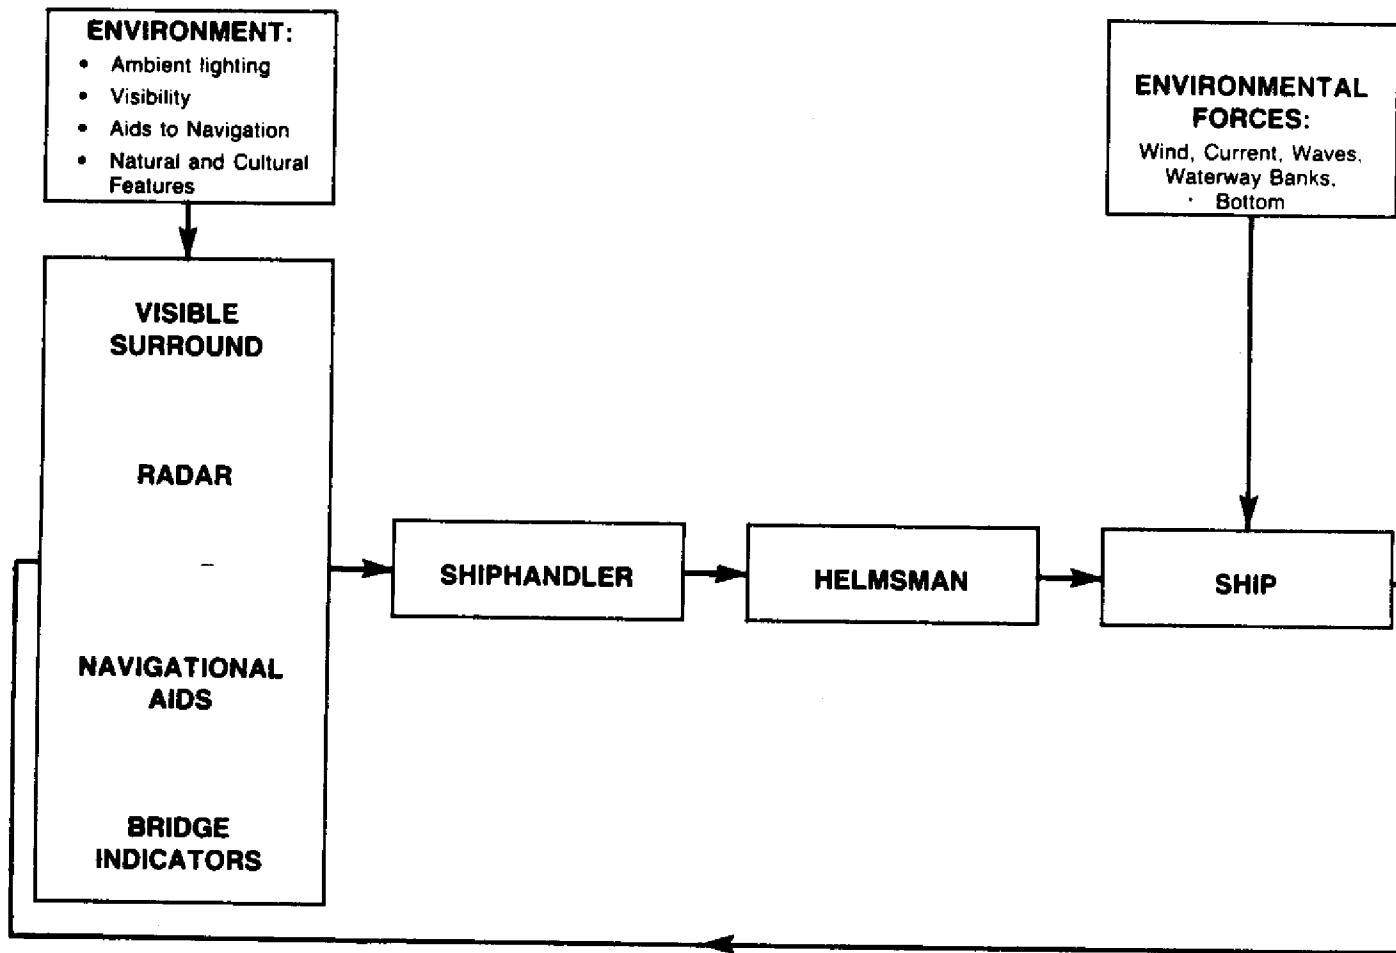 ENVIRONMENT:
• Ambient lighting
• Visibility
• Aids to Navigation
• Natural and Cultural
Features
ENVIRONMENTAL
FORCES:
Wind, Current, Waves,
Waterway Banks,
Bottom
VISIBLE
SURROUND
RADAR
NAVIGATIONAL
AIDS
BRIDGE
INDICATORS
SHIPHANDLER
HELMSMAN
SHIP